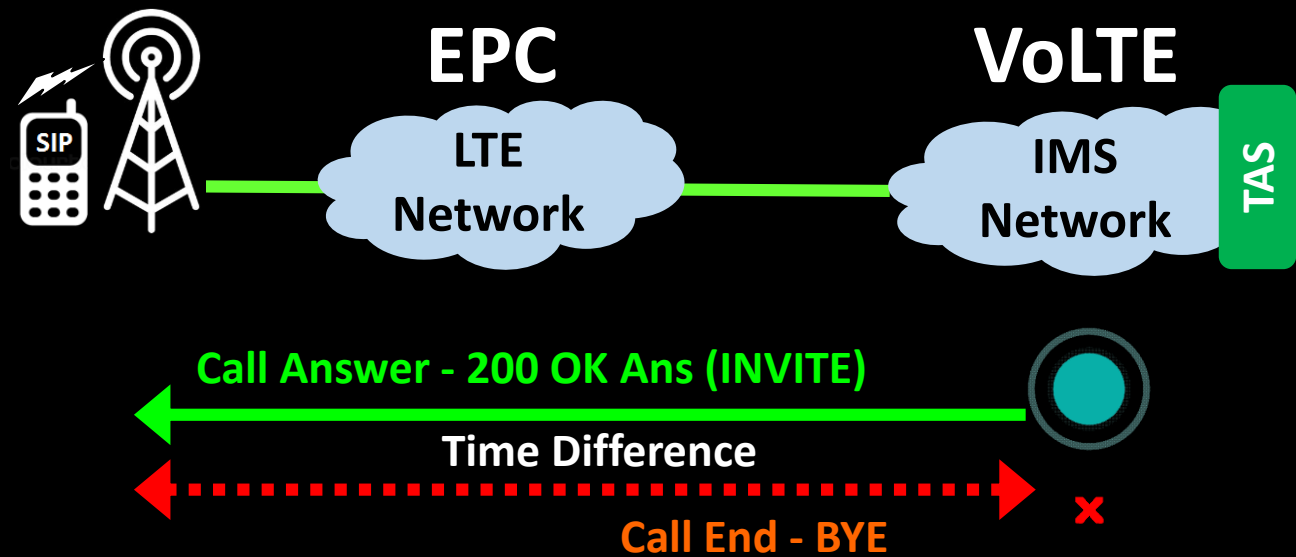 EPC
VoLTE
SIP
LTE
Network
IMS
Network
TAS
Call Answer - 200 OK Ans (INVITE)
Time Difference
Call End - BYE